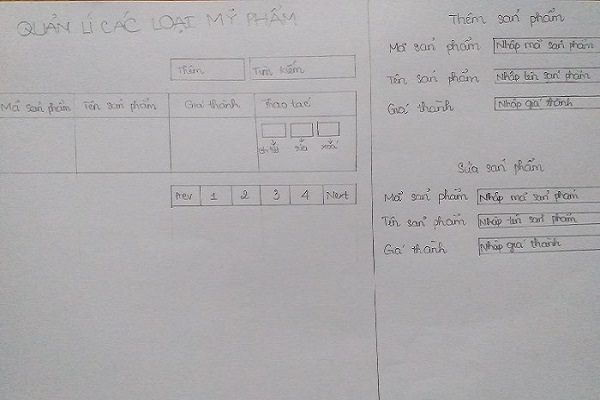 QUẢN LÍ CÁC LOẠI MỸ PHẨM
Thêm
Tìm kiếm
Mã sản phẩm
Tên sản phẩm
Giá thành
Thao tác
sửa
xoá
Prev 1 2 3 4 Next
Thêm sản phẩm
Mã sản phẩm Nhập mã sản phẩm
Tên sản phẩm Nhập tên sản phẩm
Giá thành Nhập giá thành
Sửa sản phẩm
Mã sản phẩm Nhập mã sản phẩm
Tên sản phẩm Nhập tên sản phẩm
Giá thành Nhập giá thành